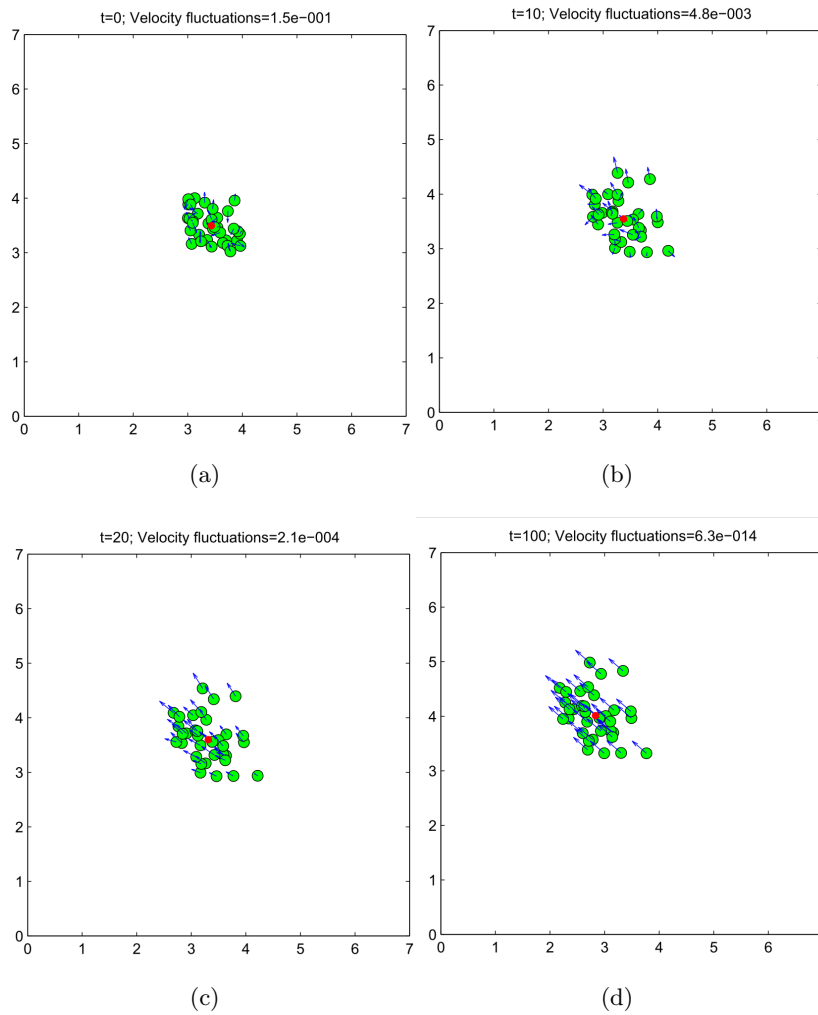 t=0; Velocity fluctuations=1.5e−001
7
6
5
4
3
2
1
0
0 1 2 3 4 5 6 7
(a)
t=10; Velocity fluctuations=4.8e−003
7
6
5
4
3
2
1
0
0 1 2 3 4 5 6
(b)
t=20; Velocity fluctuations=2.1e−004
7
6
5
4
3
2
1
0
0 1 2 3 4 5 6 7
(c)
t=100; Velocity fluctuations=6.3e−014
7
6
5
4
3
2
1
0
0 1 2 3 4 5 6
(d)